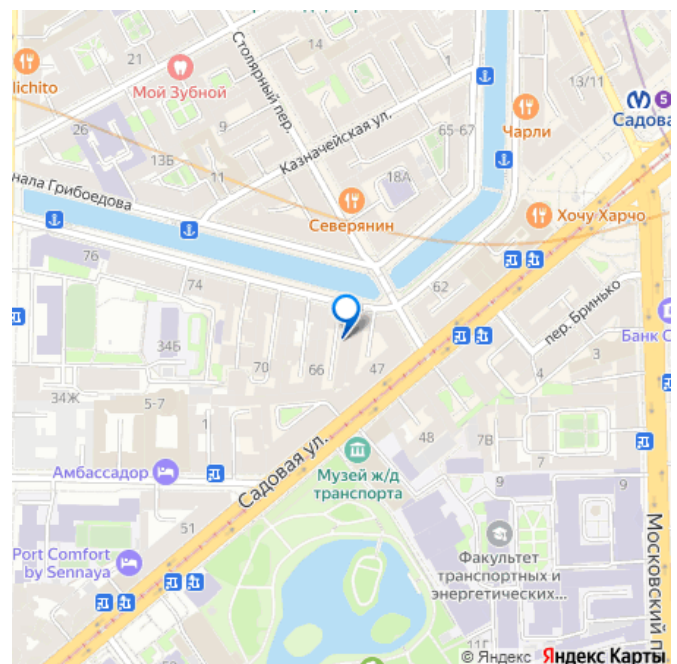 14
21
1
Мой Зубной
lichito
Столярный пер.
13/11
5
Садова
Чарли
26
9
65-67
Казначейская ул.
13Б
11
18А
нала Грибоедова
Северянин
Хочу Харчо
76
74
62
пер. Бринько
Банк С
34Б
70
66
47
3
4
34Ж
5-7
1
48
7В
7
Садовая ул.
Амбассадор
Музей ж/д
транспорта
9
9
51
Port Comfort
by Sennaya
Факультет
транспортных и
энергетических...
Московский п
11Г
© Яндекс Яндекс Карты